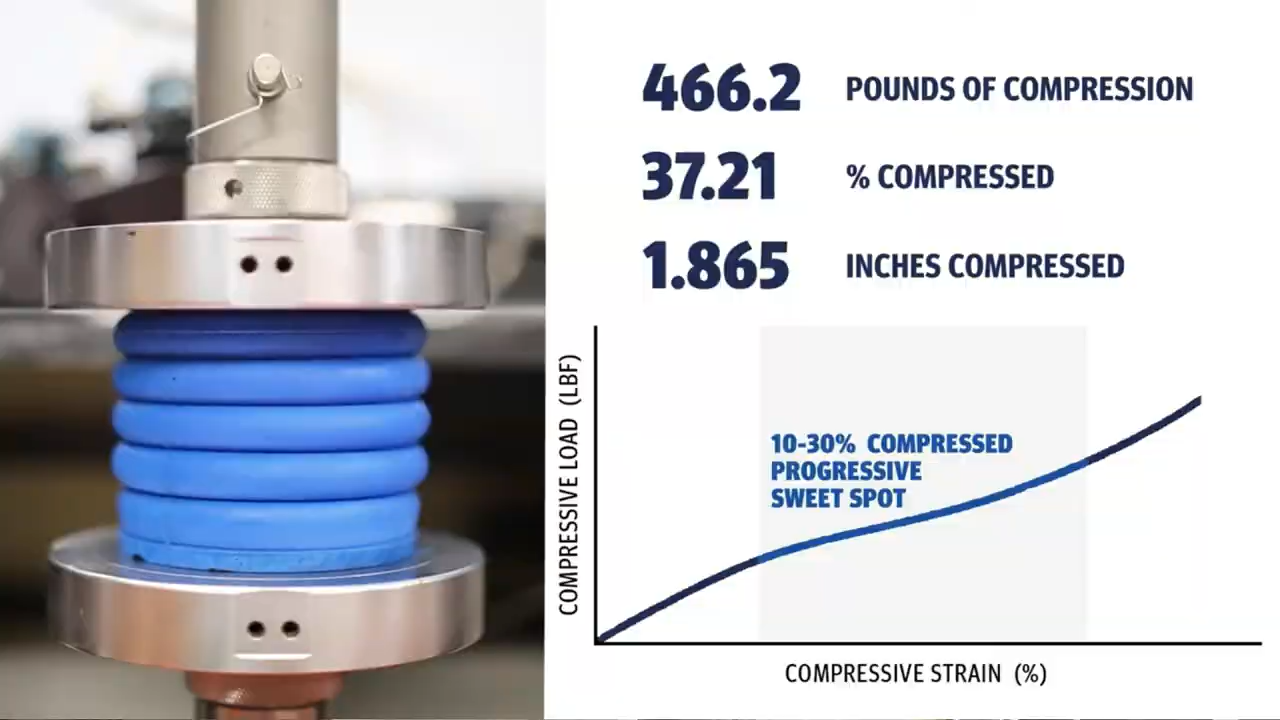 466.2 POUNDS OF COMPRESSION
37.21 % COMPRESSED
1.865 INCHES COMPRESSED
COMPRESSIVE LOAD (LBF)
10-30% COMPRESSED
PROGRESSIVE
SWEET SPOT
COMPRESSIVE STRAIN (%)